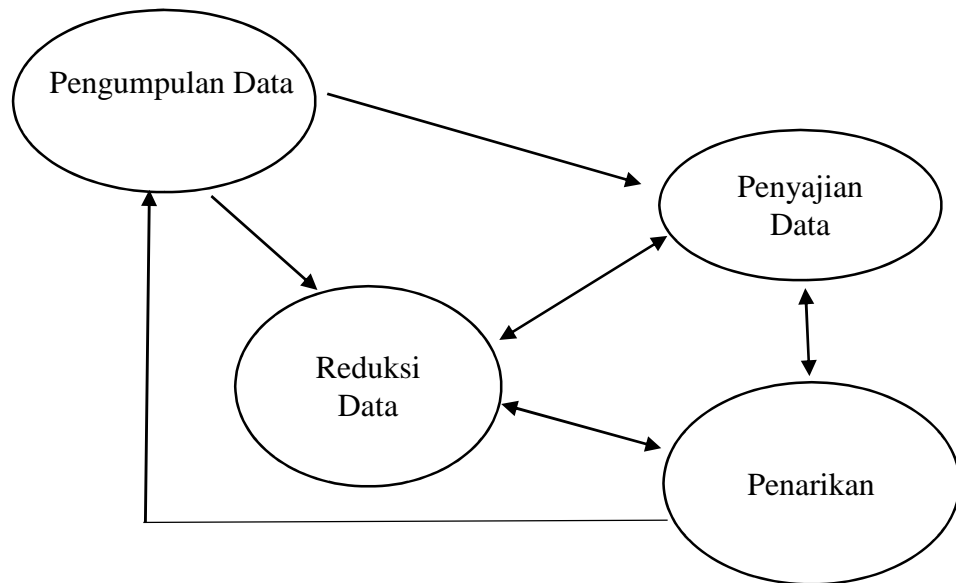 Pengumpulan Data
Penyajian
Data
Reduksi
Data
Penarikan